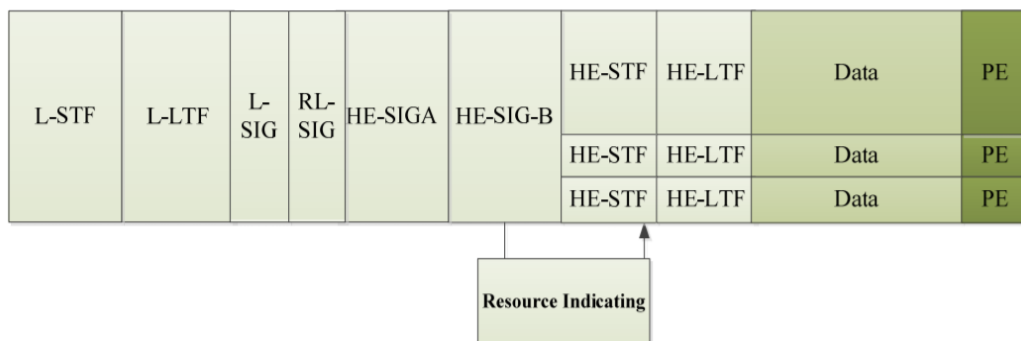 L-STF
L-LTF
L-
SIG
RL-
SIG
HE-SIGA
HE-SIG-B
HE-STF
HE-LTF
Data
PE
HE-STF
HE-LTF
Data
PE
HE-STF
HE-LTF
Data
PE
Resource Indicating